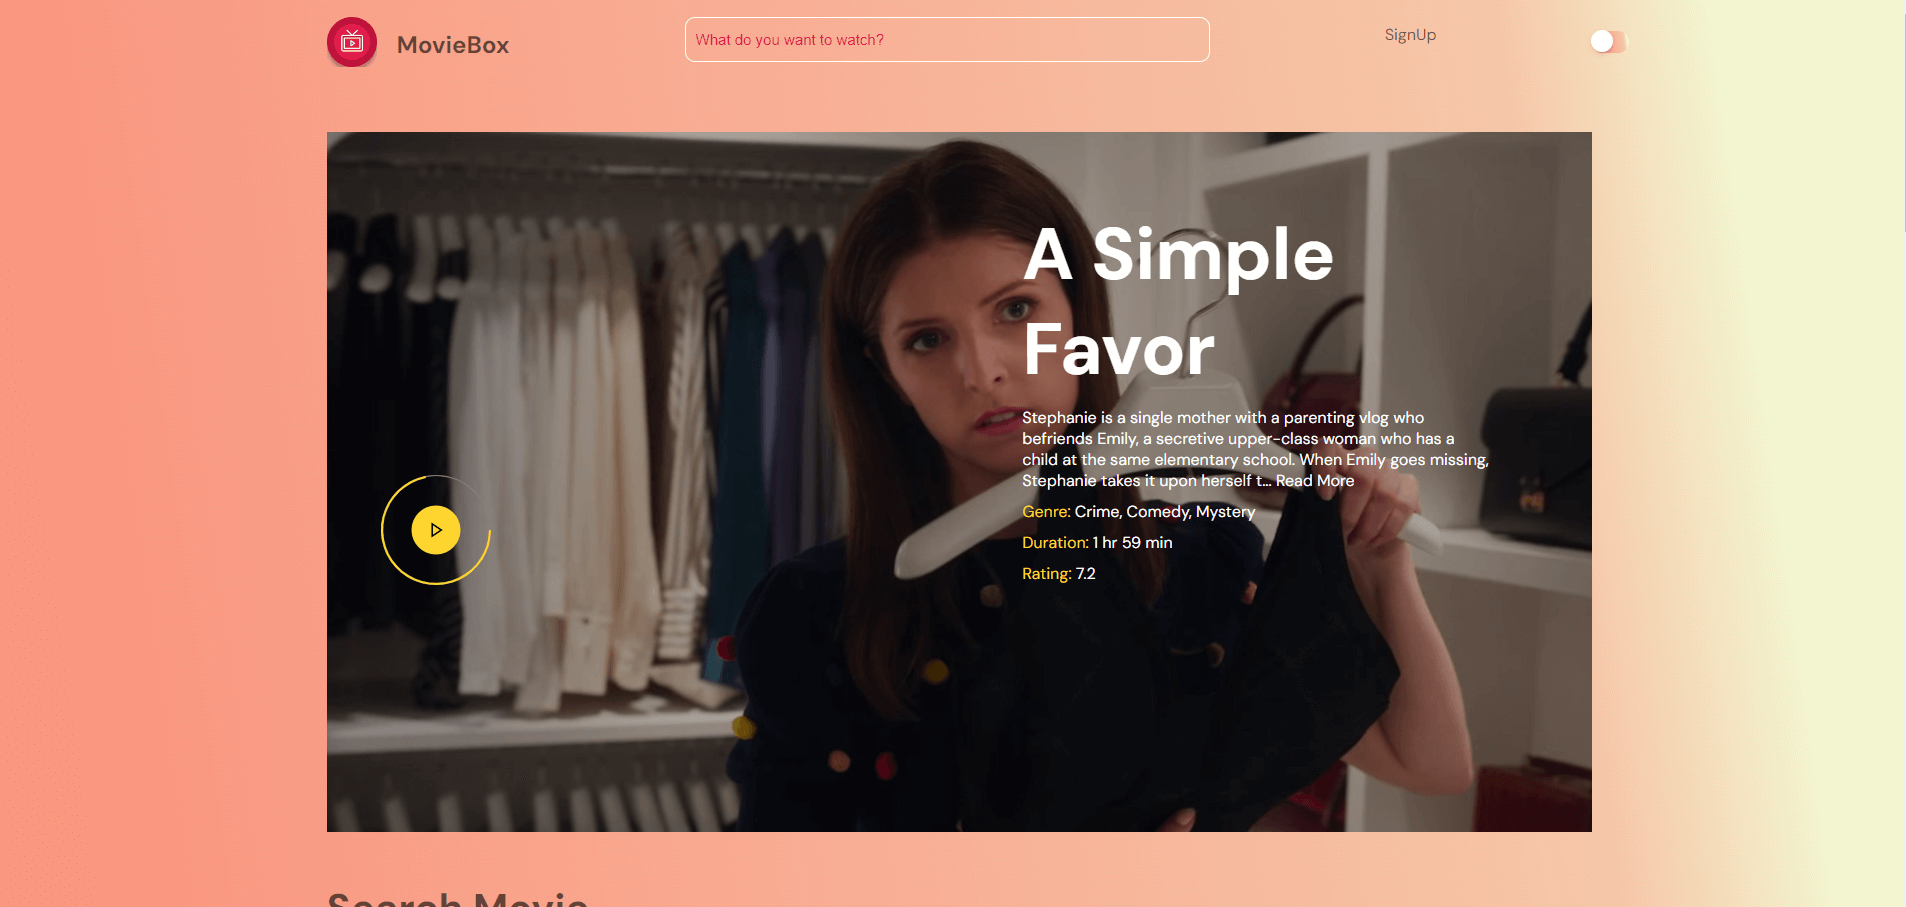 MovieBox
What do you want to watch?
SignUp
A Simple
Favor
Stephanie is a single mother with a parenting vlog who
befriends Emily, a secretive upper-class woman who has a
child at the same elementary school. When Emily goes missing,
Stephanie takes it upon herself t... Read More
Genre: Crime, Comedy, Mystery
Duration: 1 hr 59 min
Rating: 7.2
Search Movie